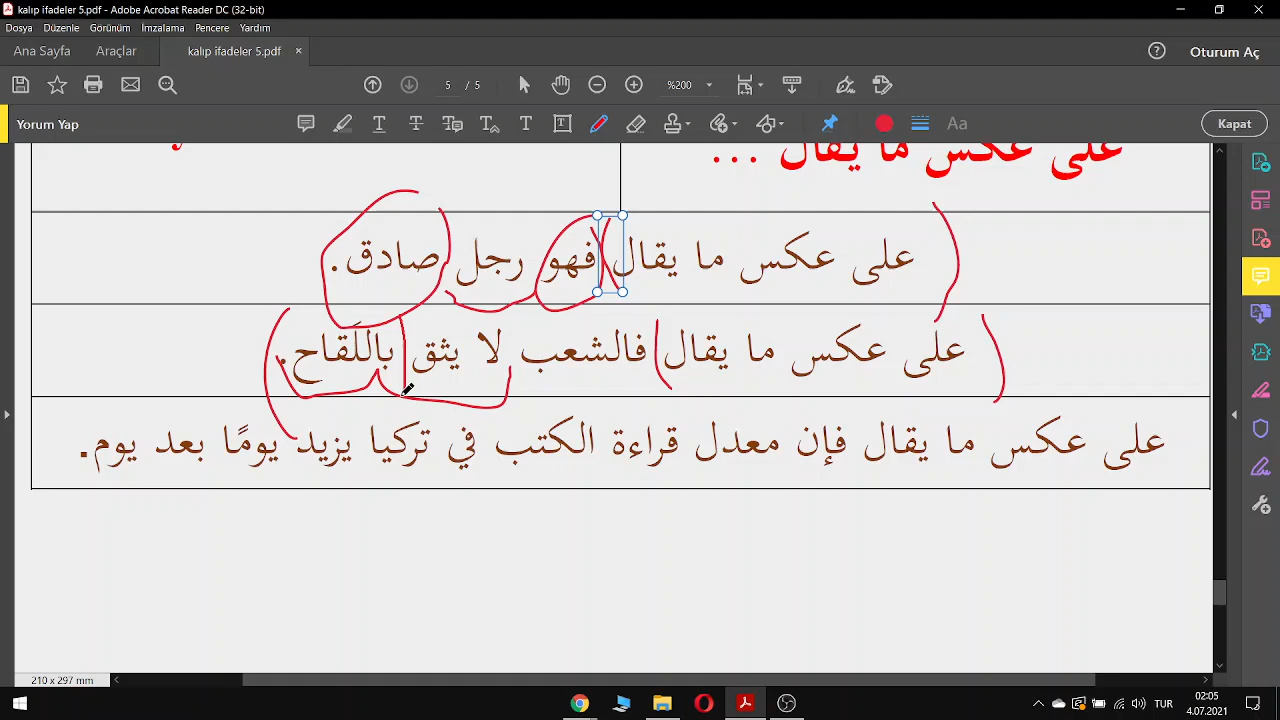 kalıp ifadeler 5.pdf - Adobe Acrobat Reader DC (32-bit)
Dosya Düzenle Görünüm İmzalama Pencere Yardım
Ana Sayfa Araçlar kalıp ifadeler 5.pdf × Oturum Aç
5 / 5 %200
Yorum Yap Aa Kapat
على عكس ما يقال ...
على عكس ما يقال فهو رجل صادق.
على عكس ما يقال فالشعب لا يثق باللَقاح.
على عكس ما يقال فإن معدل قراءة الكتب في تركيا يزيد يومًا بعد يوم.
210 x 297 mm
TUR 02:05
4.07.2021